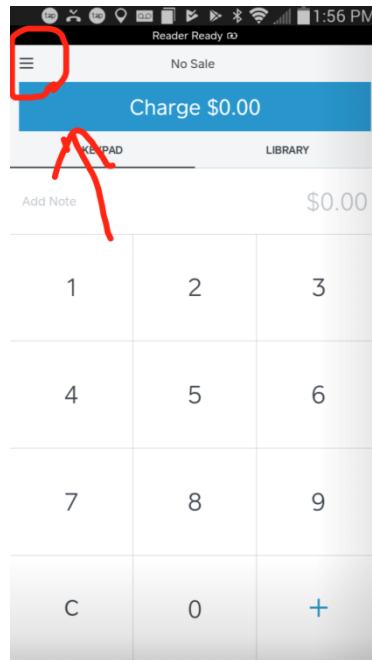 1:56 PM
Reader Ready
No Sale
Charge $0.00
KEYPAD LIBRARY
Add Note $0.00
1 2 3
4 5 6
7 8 9
C 0 +